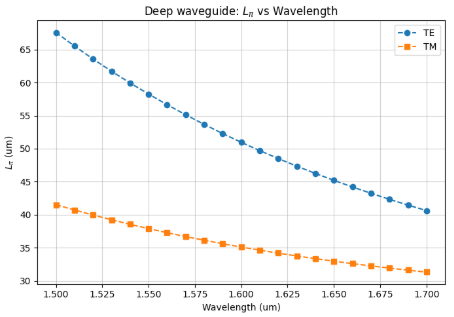 Deep waveguide: Lπ vs Wavelength
TE
TM
65
60
55
50
45
40
35
30
Lπ (um)
1.500 1.525 1.550 1.575 1.600 1.625 1.650 1.675 1.700
Wavelength (um)